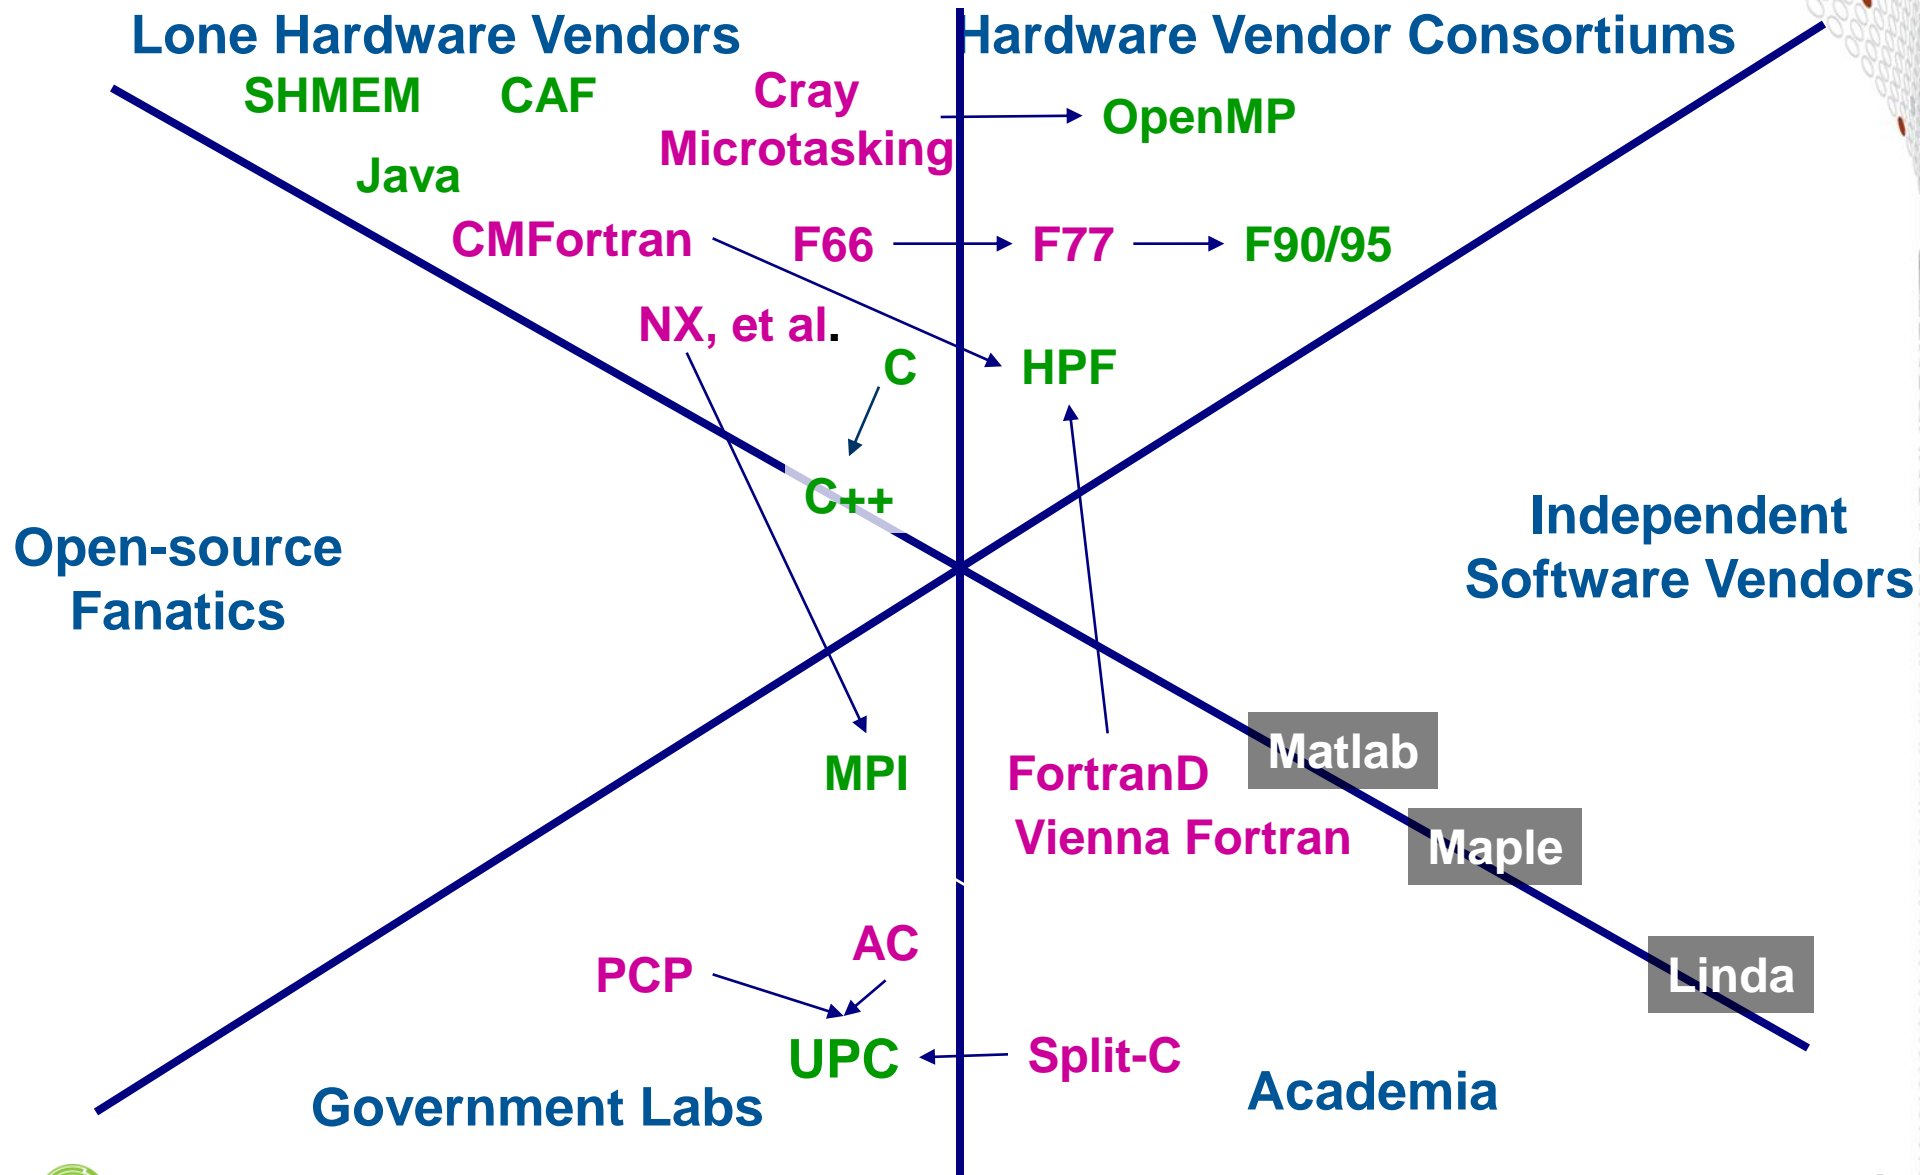 Lone Hardware Vendors
Hardware Vendor Consortiums
SHMEM
CAF
Cray
Microtasking
OpenMP
Java
CMFortran
F66
F77
F90/95
NX, et al.
C
HPF
C++
Open-source
Fanatics
Independent
Software Vendors
MPI
FortranD
Vienna Fortran
Matlab
Maple
Linda
AC
PCP
UPC
Split-C
Government Labs
Academia